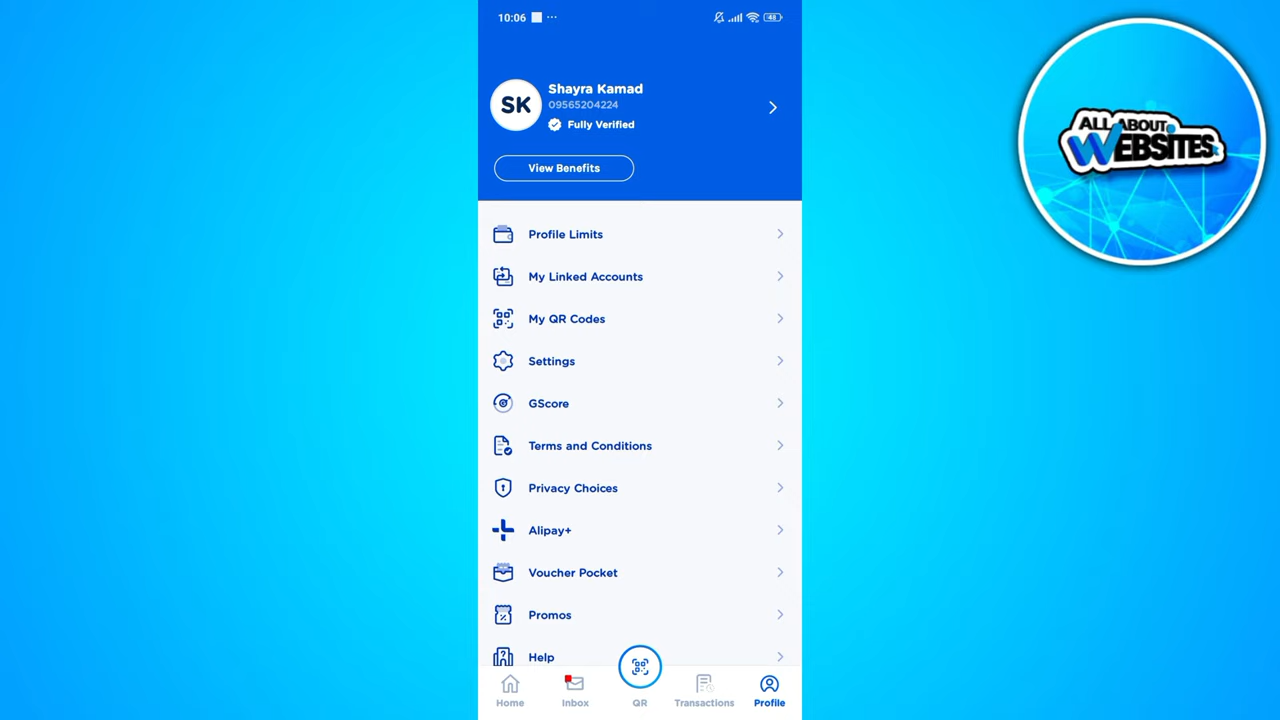 10:06
48
Shayra Kamad
09565204224
Fully Verified
SK
View Benefits
Profile Limits
My Linked Accounts
My QR Codes
Settings
GScore
Terms and Conditions
Privacy Choices
Alipay+
Voucher Pocket
Promos
Help
Home
Inbox
QR
Transactions
Profile
ALL ABOUT
WEBSITES